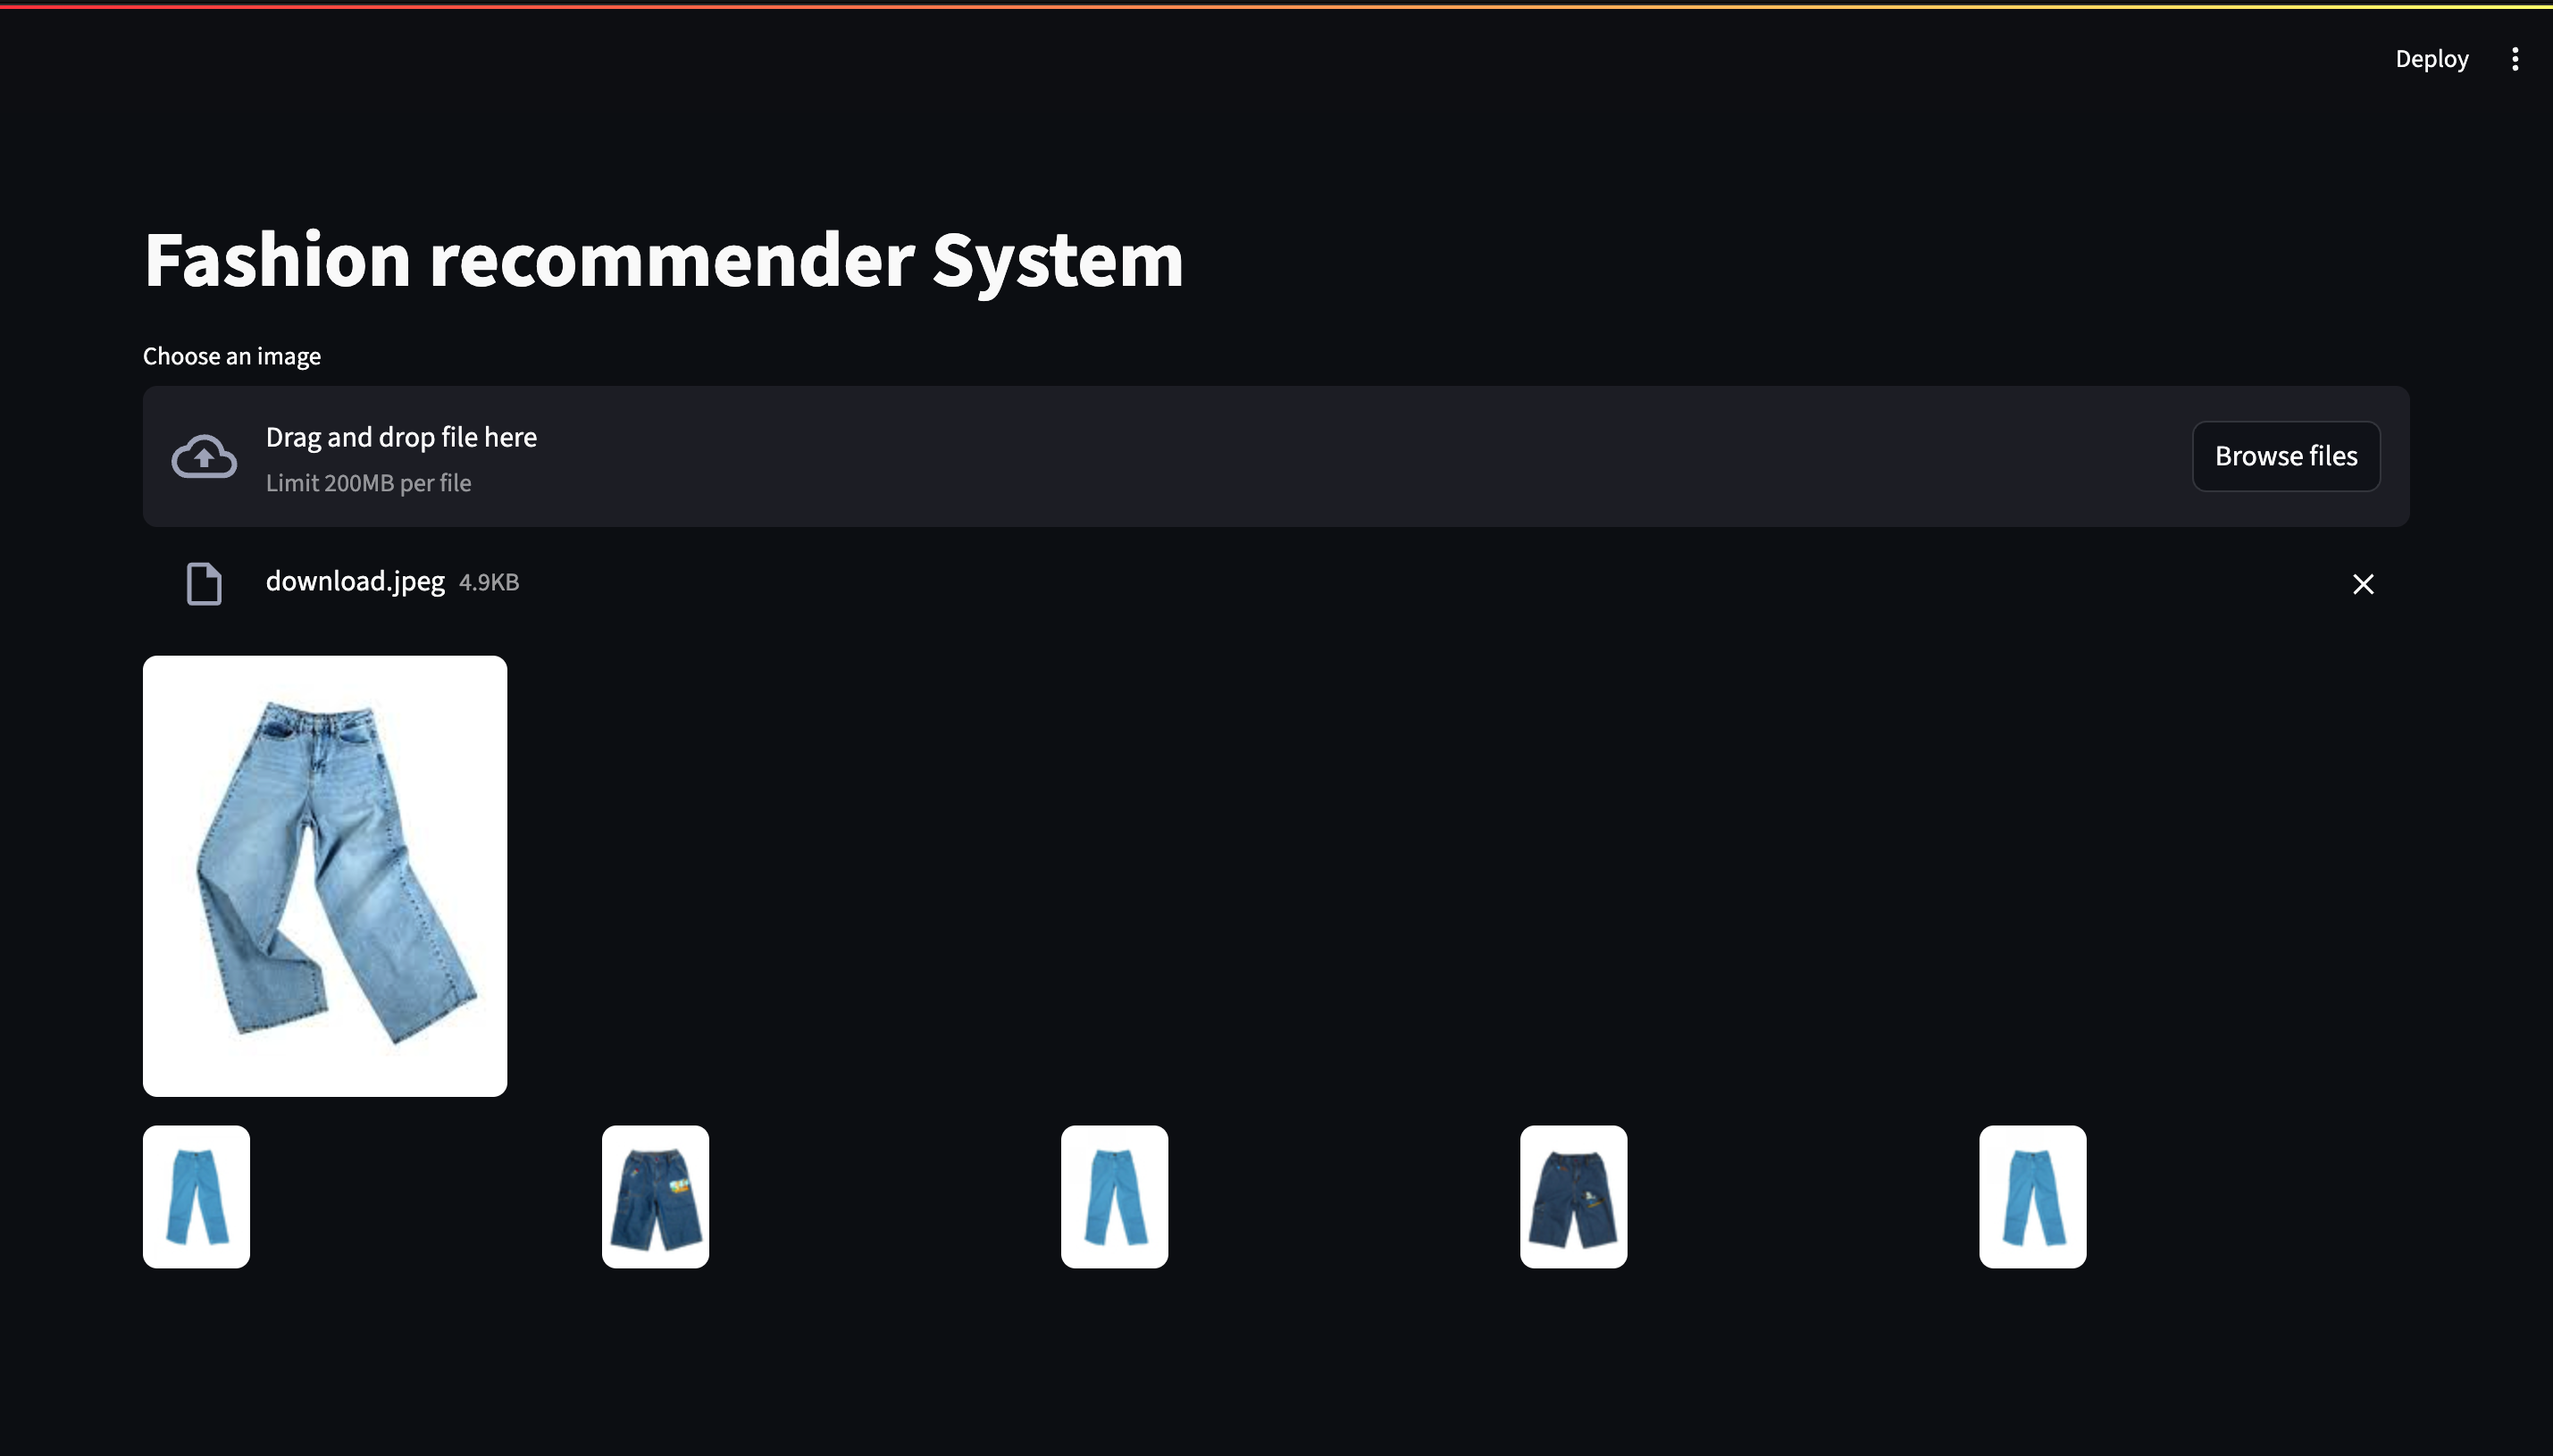 Deploy
Fashion recommender System
Choose an image
Drag and drop file here
Limit 200MB per file
Browse files
download.jpeg 4.9KB